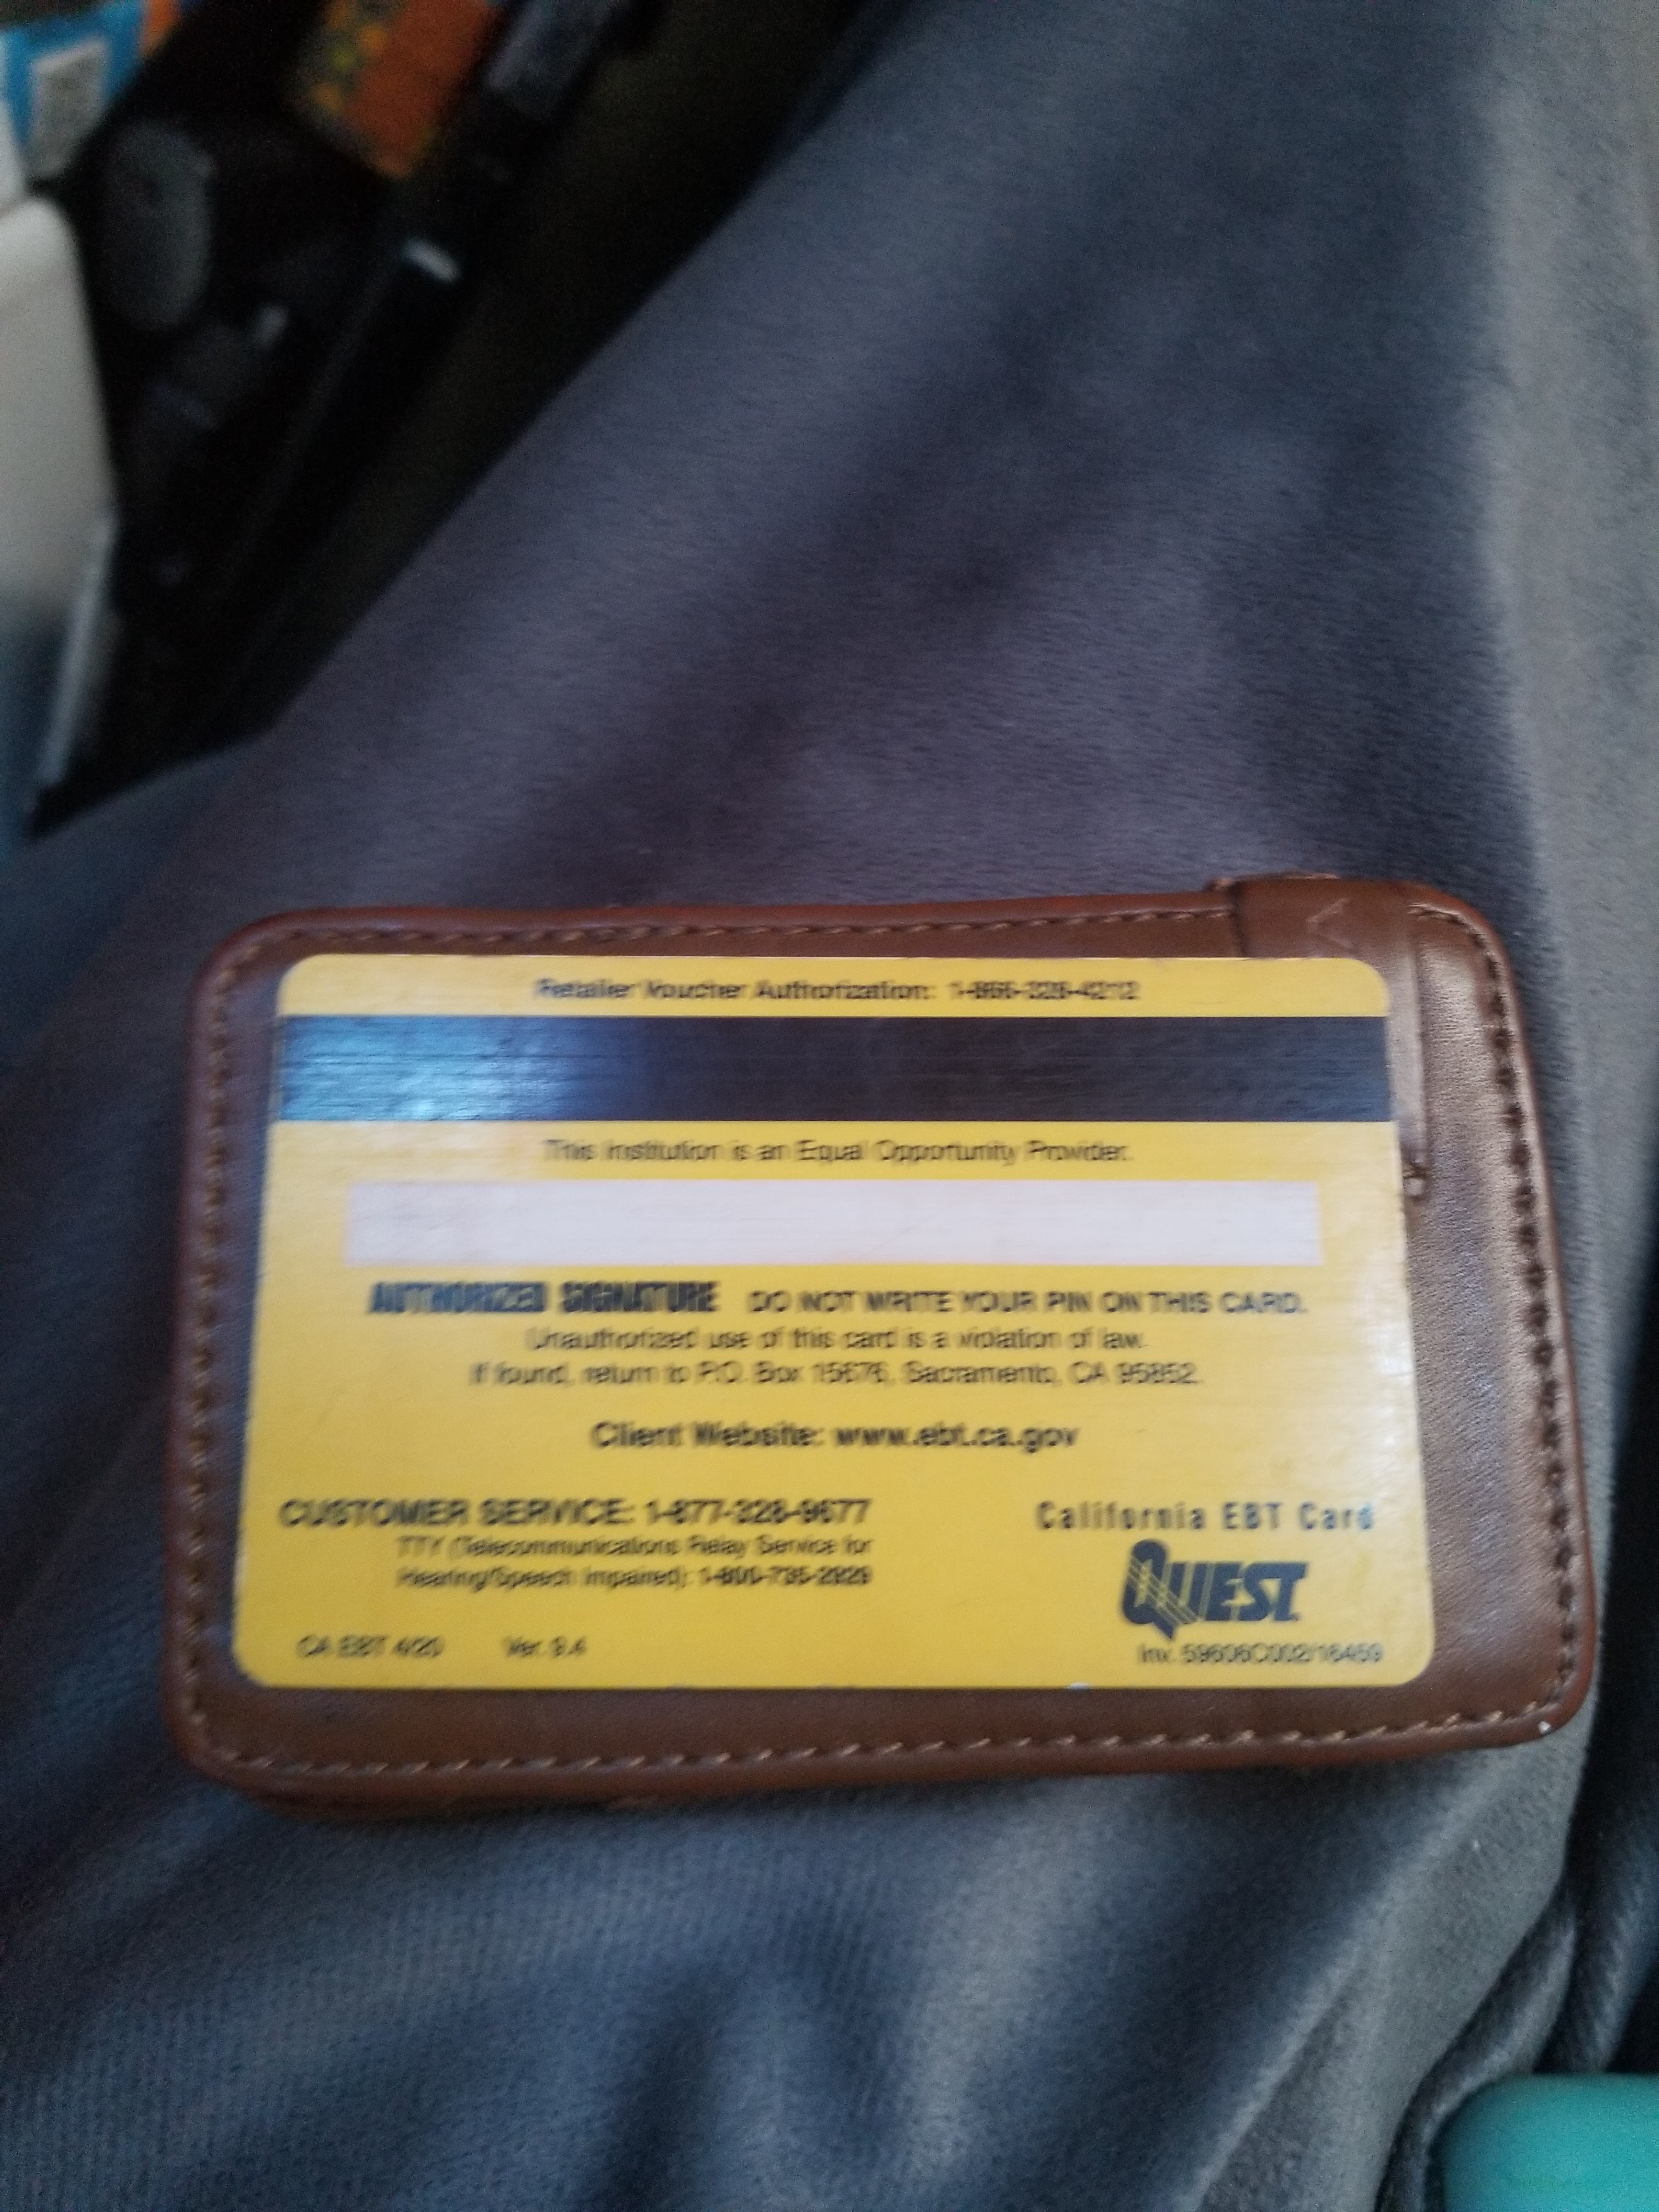 Retailer Voucher Authorization: 1-866-328-4212
This Institution is an Equal Opportunity Provider.
AUTHORIZED SIGNATURE DO NOT WRITE YOUR PIN ON THIS CARD.
Unauthorized use of this card is a violation of law.
If found, return to P.O. Box 15676, Sacramento, CA 95852.
Client Website: www.ebt.ca.gov
CUSTOMER SERVICE: 1-877-328-9677
TTY (Telecommunications Relay Service for
Hearing/Speech Impaired): 1-800-735-2929
California EBT Card
QUEST
CA EBT 4/20 Ver. 9.4
Inv. 59606C002/16459